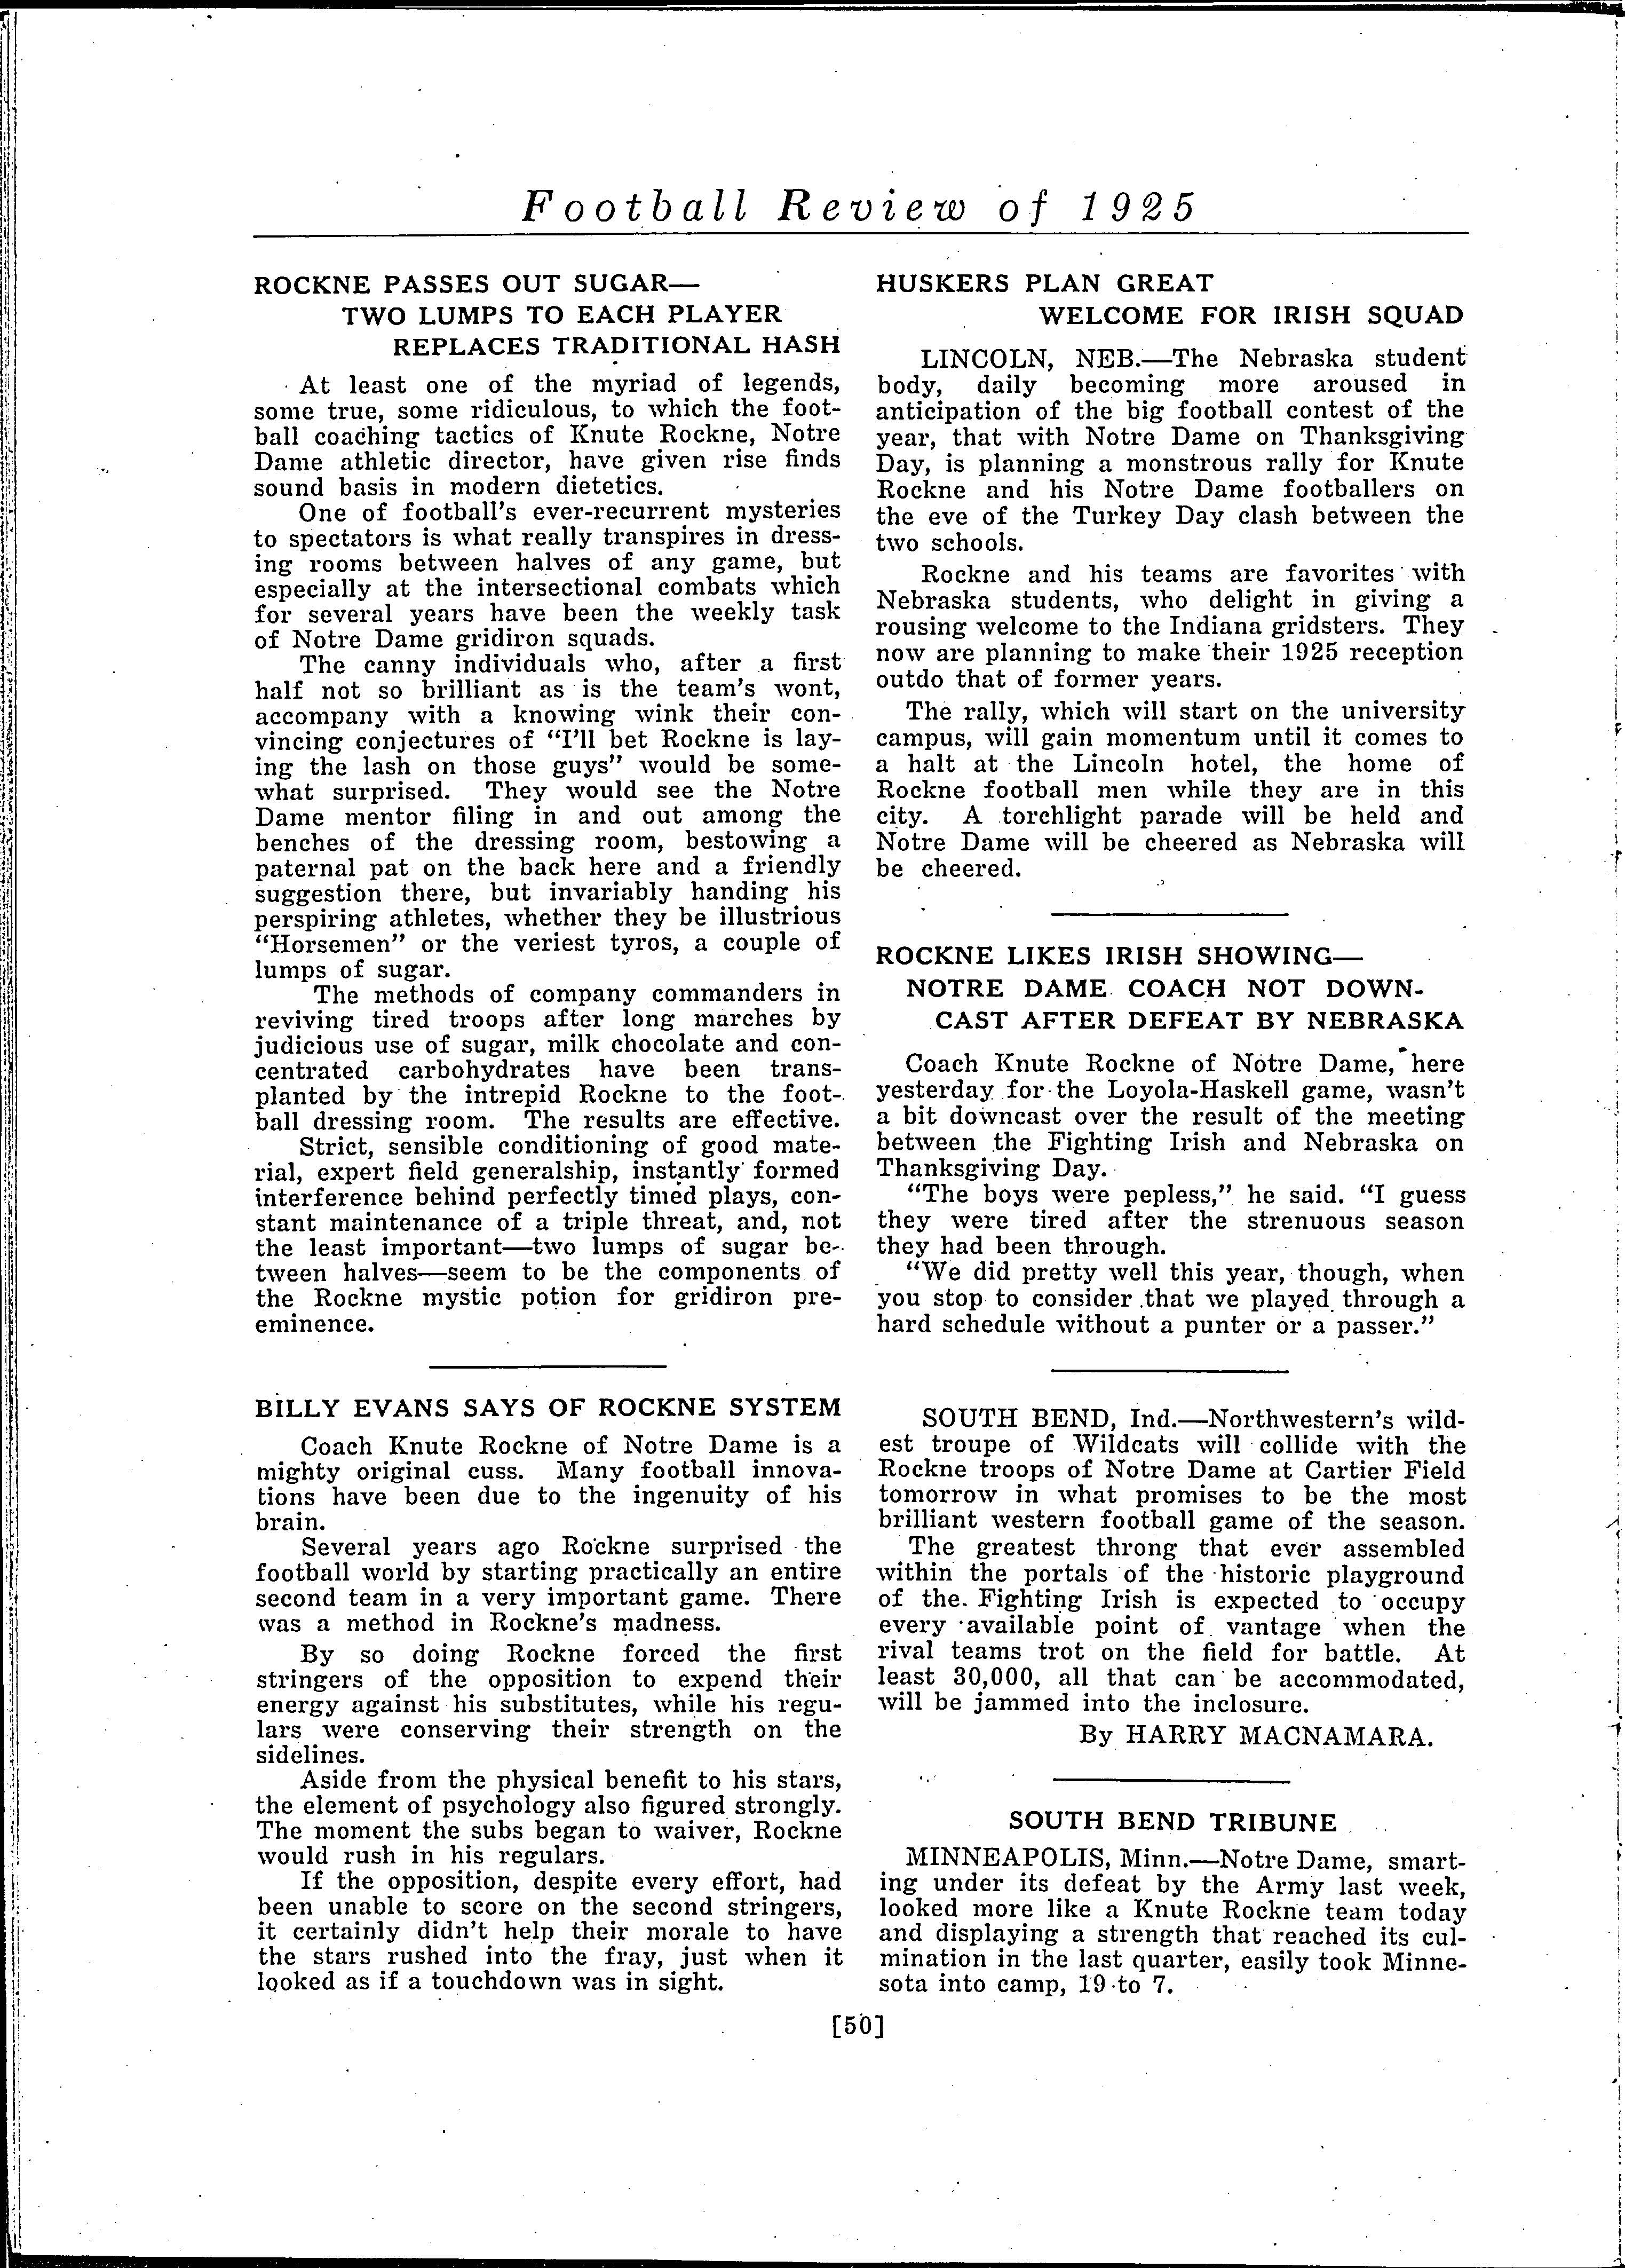 Football Review of 1925
ROCKNE PASSES OUT SUGAR—
TWO LUMPS TO EACH PLAYER
REPLACES TRADITIONAL HASH
At least one of the myriad of legends,
some true, some ridiculous, to which the foot-
ball coaching tactics of Knute Rockne, Notre
Dame athletic director, have given rise finds
sound basis in modern dietetics.
One of football's ever-recurrent mysteries
to spectators is what really transpires in dress-
ing rooms between halves of any game, but
especially at the intersectional combats which
for several years have been the weekly task
of Notre Dame gridiron squads.
The canny individuals who, after a first
half not so brilliant as is the team's wont,
accompany with a knowing wink their con-
vincing conjectures of "I'll bet Rockne is lay-
ing the lash on those guys" would be some-
what surprised. They would see the Notre
Dame mentor filing in and out among the
benches of the dressing room, bestowing a
paternal pat on the back here and a friendly
suggestion there, but invariably handing his
perspiring athletes, whether they be illustrious
"Horsemen" or the veriest tyros, a couple of
lumps of sugar.
The methods of company commanders in
reviving tired troops after long marches by
judicious use of sugar, milk chocolate and con-
centrated carbohydrates have been trans-
planted by the intrepid Rockne to the foot-
ball dressing room. The results are effective.
Strict, sensible conditioning of good mate-
rial, expert field generalship, instantly formed
interference behind perfectly timed plays, con-
stant maintenance of a triple threat, and, not
the least important—two lumps of sugar be-
tween halves—seem to be the components of
the Rockne mystic potion for gridiron pre-
eminence.
BILLY EVANS SAYS OF ROCKNE SYSTEM
Coach Knute Rockne of Notre Dame is a
mighty original cuss. Many football innova-
tions have been due to the ingenuity of his
brain.
Several years ago Rockne surprised the
football world by starting practically an entire
second team in a very important game. There
was a method in Rockne's madness.
By so doing Rockne forced the first
stringers of the opposition to expend their
energy against his substitutes, while his regu-
lars were conserving their strength on the
sidelines.
Aside from the physical benefit to his stars,
the element of psychology also figured strongly.
The moment the subs began to waiver, Rockne
would rush in his regulars.
If the opposition, despite every effort, had
been unable to score on the second stringers,
it certainly didn't help their morale to have
the stars rushed into the fray, just when it
looked as if a touchdown was in sight.
HUSKERS PLAN GREAT
WELCOME FOR IRISH SQUAD
LINCOLN, NEB.—The Nebraska student
body, daily becoming more aroused in
anticipation of the big football contest of the
year, that with Notre Dame on Thanksgiving
Day, is planning a monstrous rally for Knute
Rockne and his Notre Dame footballers on
the eve of the Turkey Day clash between the
two schools.
Rockne and his teams are favorites with
Nebraska students, who delight in giving a
rousing welcome to the Indiana gridsters. They
now are planning to make their 1925 reception
outdo that of former years.
The rally, which will start on the university
campus, will gain momentum until it comes to
a halt at the Lincoln hotel, the home of
Rockne football men while they are in this
city. A torchlight parade will be held and
Notre Dame will be cheered as Nebraska will
be cheered.
ROCKNE LIKES IRISH SHOWING—
NOTRE DAME COACH NOT DOWN-
CAST AFTER DEFEAT BY NEBRASKA
Coach Knute Rockne of Notre Dame, here
yesterday for the Loyola-Haskell game, wasn't
a bit downcast over the result of the meeting
between the Fighting Irish and Nebraska on
Thanksgiving Day.
"The boys were pepless," he said. "I guess
they were tired after the strenuous season
they had been through.
"We did pretty well this year, though, when
you stop to consider that we played through a
hard schedule without a punter or a passer."
SOUTH BEND, Ind.—Northwestern's wild-
est troupe of Wildcats will collide with the
Rockne troops of Notre Dame at Cartier Field
tomorrow in what promises to be the most
brilliant western football game of the season.
The greatest throng that ever assembled
within the portals of the historic playground
of the Fighting Irish is expected to occupy
every available point of vantage when the
rival teams trot on the field for battle. At
least 30,000, all that can be accommodated,
will be jammed into the inclosure.
By HARRY MACNAMARA.
SOUTH BEND TRIBUNE
MINNEAPOLIS, Minn.—Notre Dame, smart-
ing under its defeat by the Army last week,
looked more like a Knute Rockne team today
and displaying a strength that reached its cul-
mination in the last quarter, easily took Minne-
sota into camp, 19 to 7.
[50]